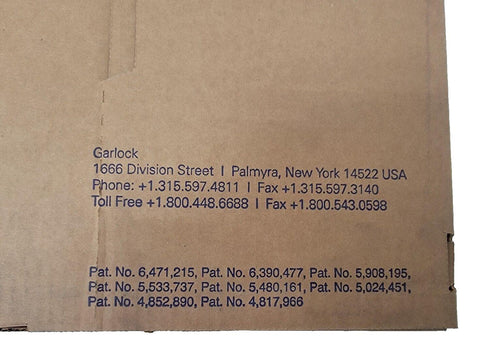 Garlock
1666 Division Street | Palmyra, New York 14522 USA
Phone: +1.315.597.4811 | Fax +1.315.597.3140
Toll Free +1.800.448.6688 | Fax +1.800.543.0598
Pat. No. 6,471,215, Pat. No. 6,390,477, Pat. No. 5,908,195,
Pat. No. 5,533,737, Pat. No. 5,480,161, Pat. No. 5,024,451,
Pat. No. 4,852,890, Pat. No. 4,817,966